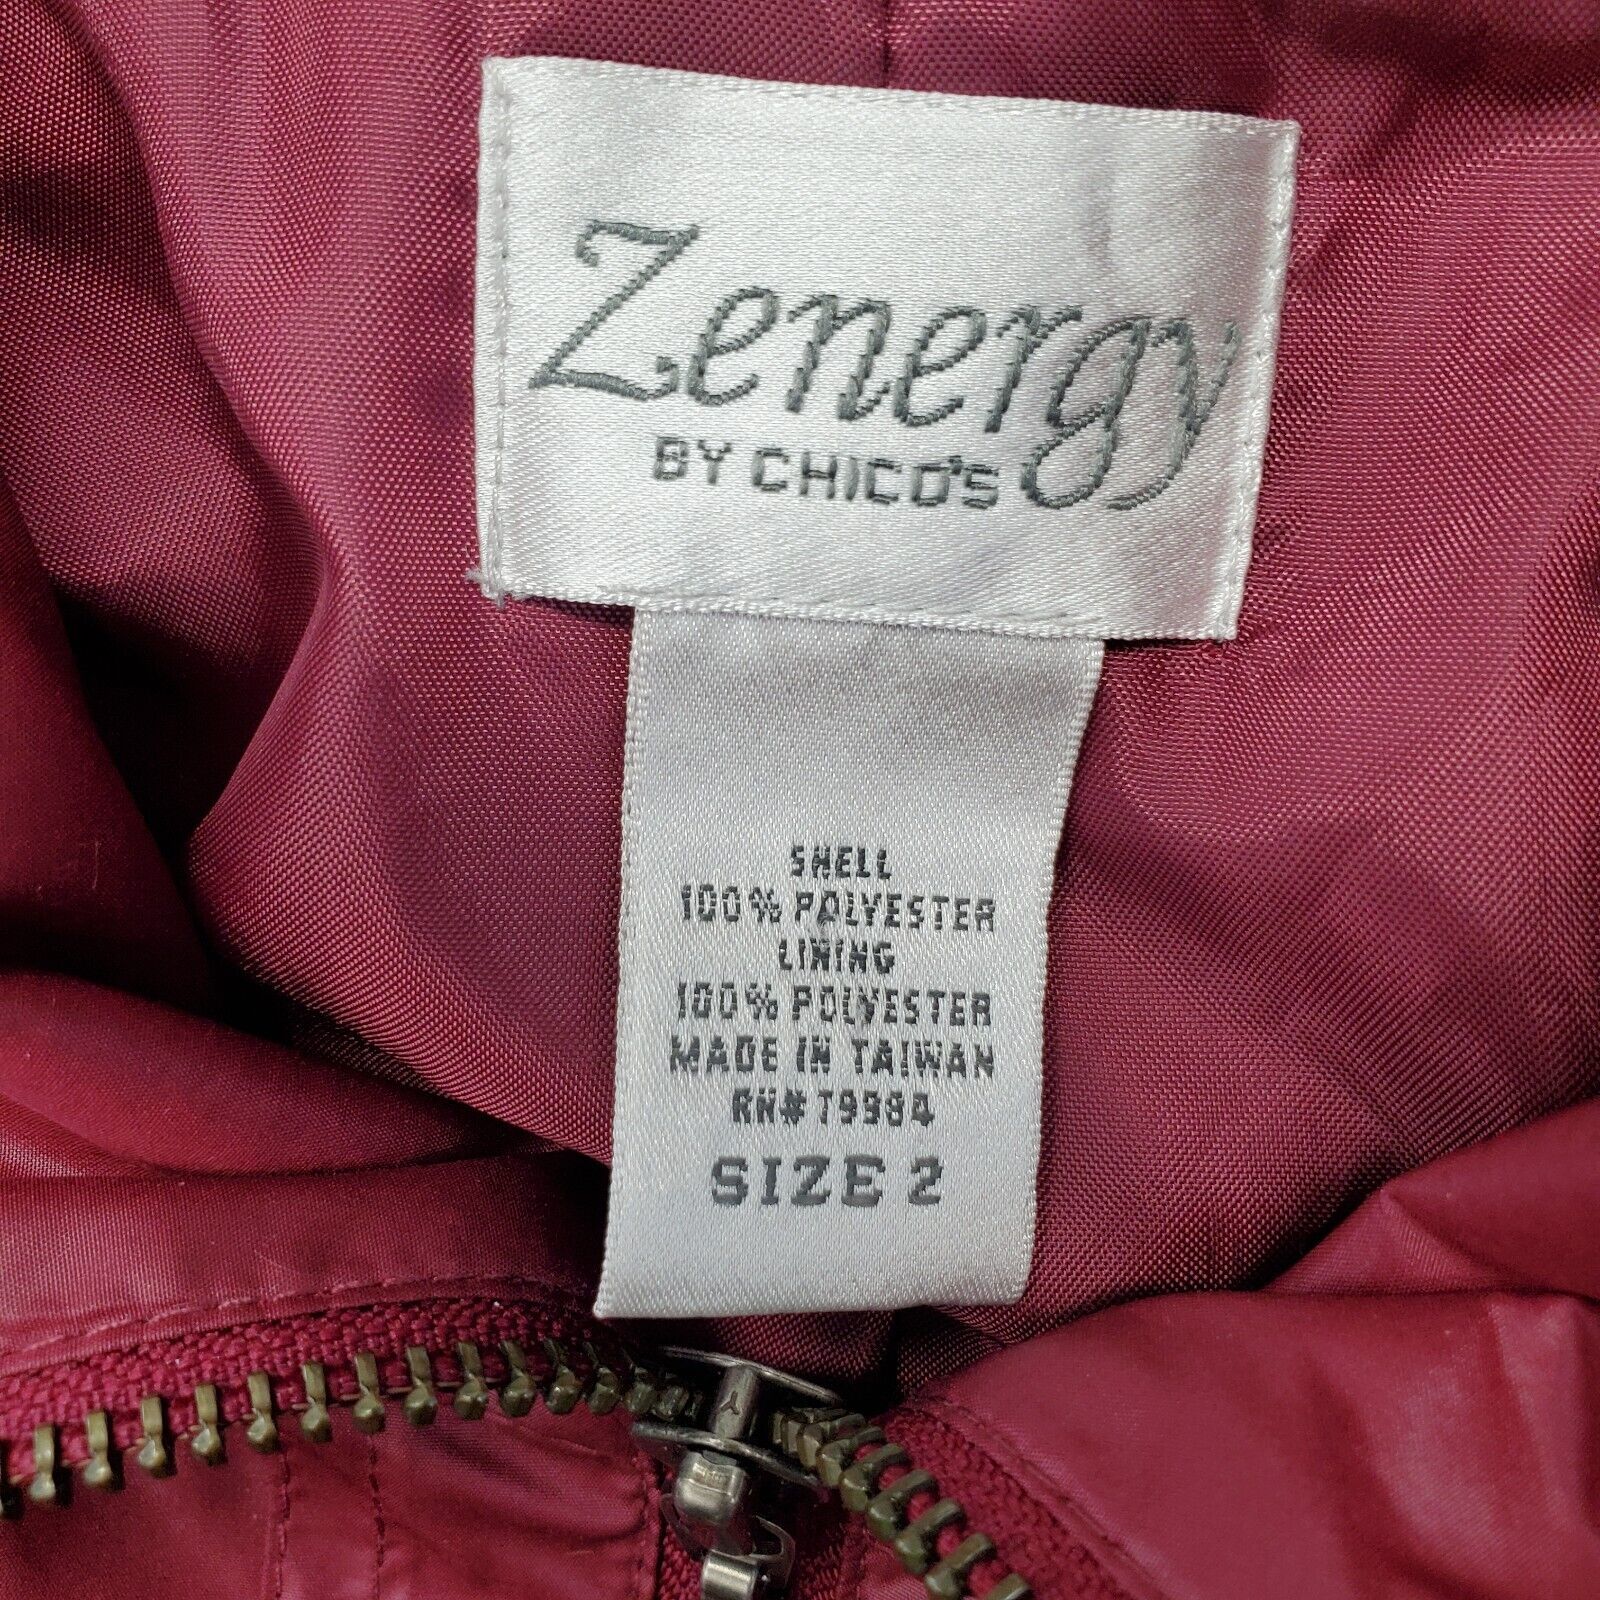 Zenergy
BY CHICO'S
SHELL
100% POLYESTER
LINING
100% POLYESTER
MADE IN TAIWAN
RN# 79984
SIZE 2